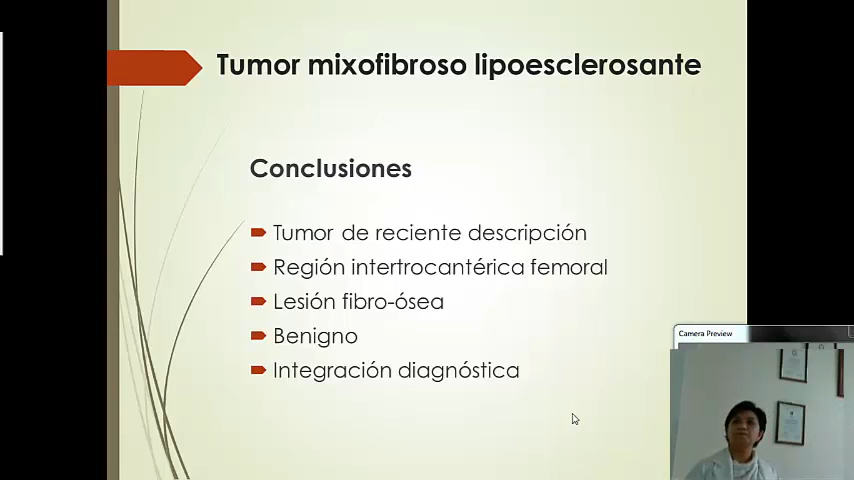 Tumor mixofibroso lipoesclerosante
Conclusiones
Tumor de reciente descripción
Región intertrocantérica femoral
Lesión fibro-ósea
Benigno
Integración diagnóstica
Camera Preview